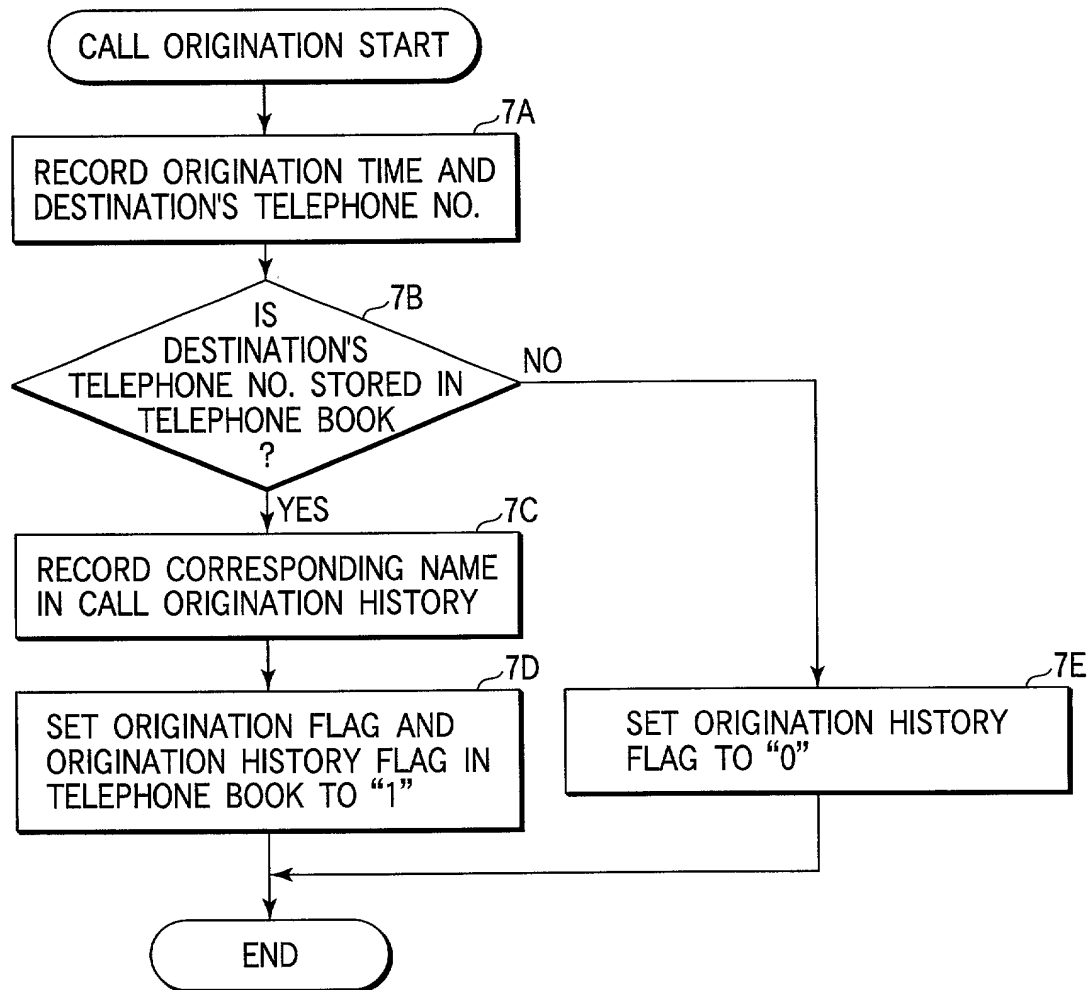 CALL ORIGINATION START
7A
RECORD ORIGINATION TIME AND
DESTINATION'S TELEPHONE NO.
7B
IS
DESTINATION'S
TELEPHONE NO. STORED IN
TELEPHONE BOOK
?
NO
YES
7C
RECORD CORRESPONDING NAME
IN CALL ORIGINATION HISTORY
7D
SET ORIGINATION FLAG AND
ORIGINATION HISTORY FLAG IN
TELEPHONE BOOK TO “1”
7E
SET ORIGINATION HISTORY
FLAG TO “0”
END